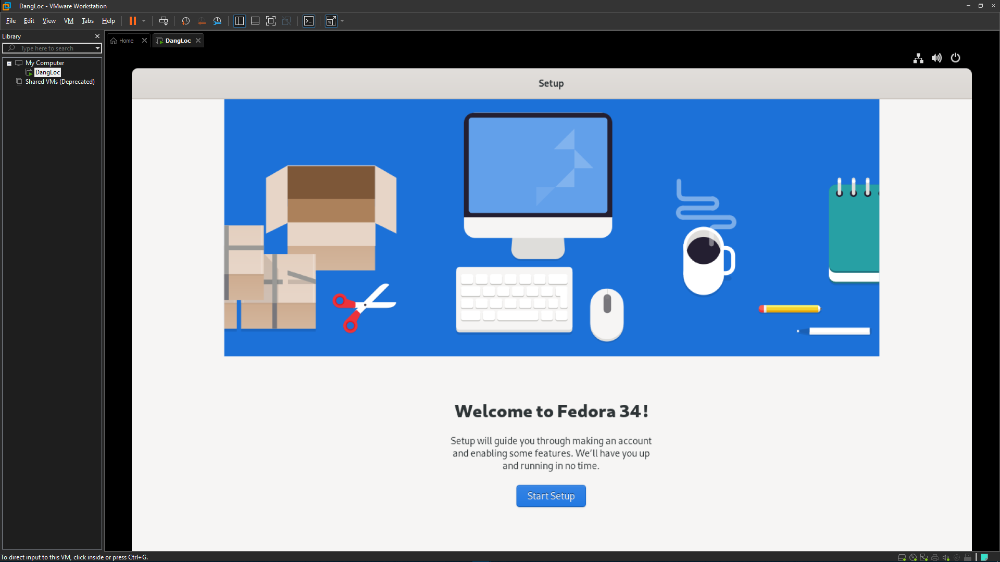 DangLoc - VMware Workstation
File Edit View VM Tabs Help
Library
Home
DangLoc
Type here to search
My Computer
DangLoc
Shared VMs (Deprecated)
Setup
Welcome to Fedora 34!
Setup will guide you through making an account
and enabling some features. We'll have you up
and running in no time.
Start Setup
To direct input to this VM, click inside or press Ctrl+G.